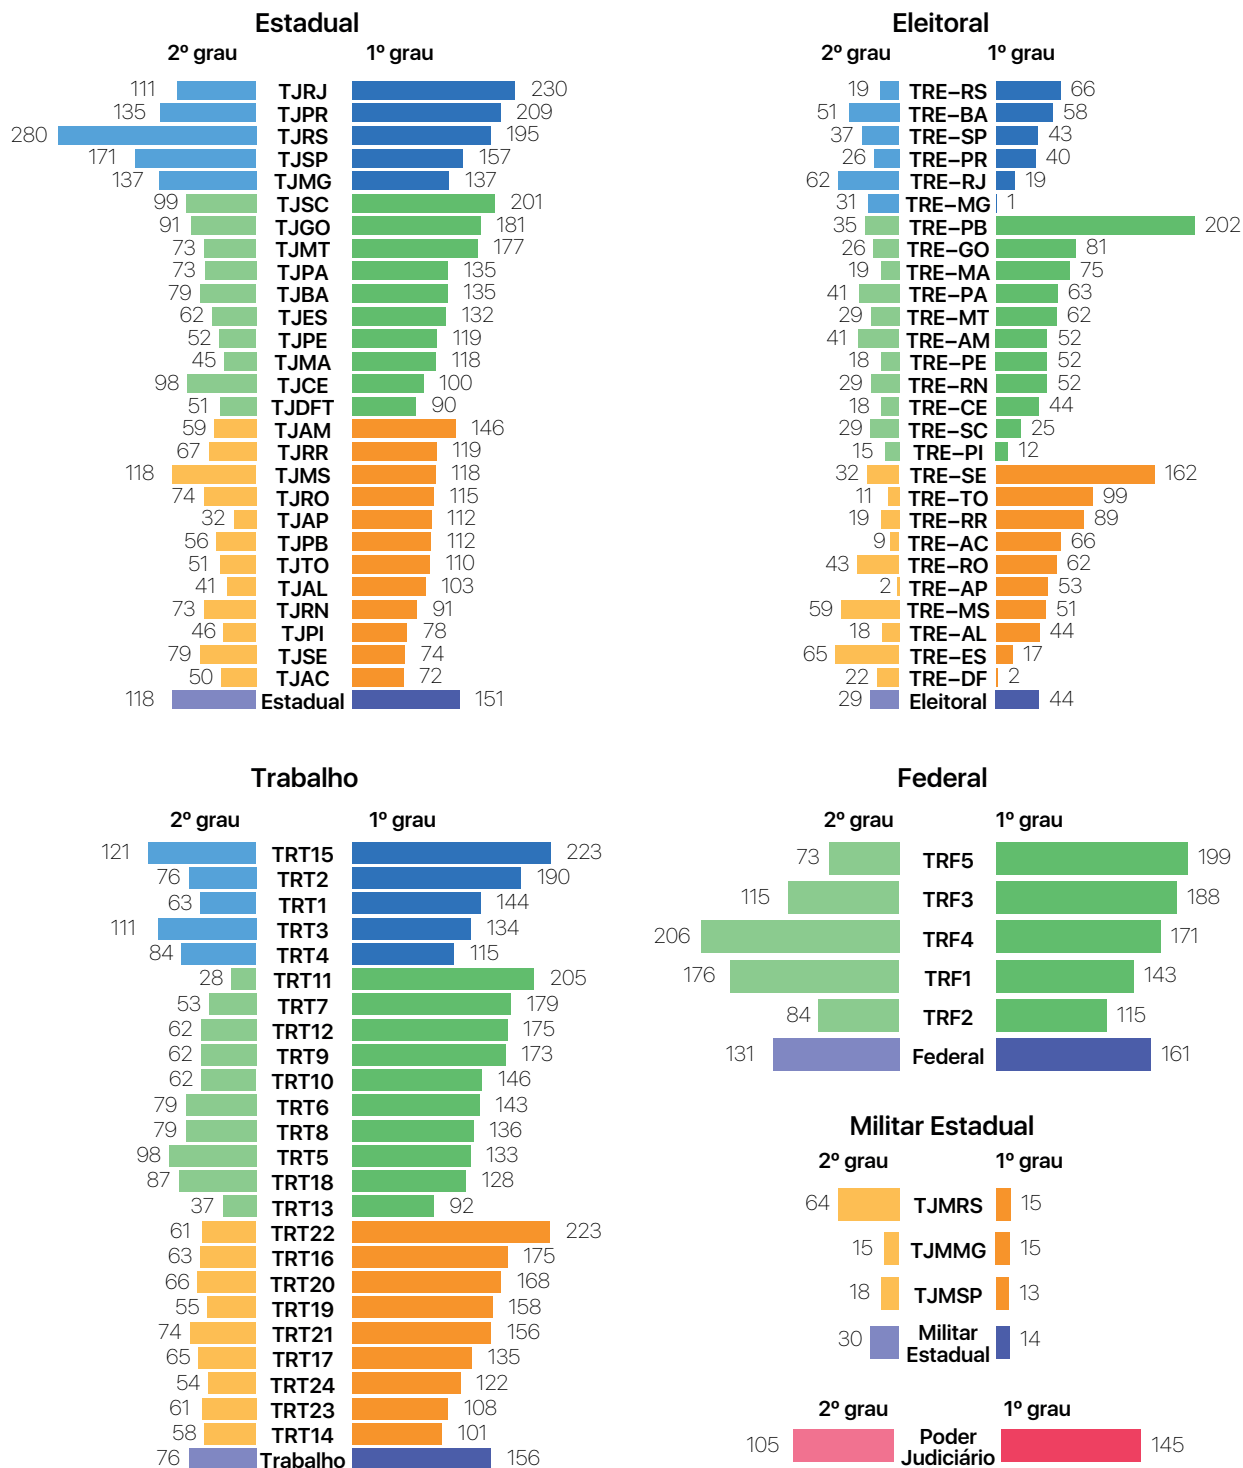 Estadual
2º grau 1º grau
111 TJRJ 230
135 TJPR 209
280 TJRS 195
171 TJSP 157
137 TJMG 137
99 TJSC 201
91 TJGO 181
73 TJMT 177
73 TJPA 135
79 TJBA 135
62 TJES 132
52 TJPE 119
45 TJMA 118
98 TJCE 100
51 TJDFT 90
59 TJAM 146
67 TJRR 119
118 TJMS 118
74 TJRO 115
32 TJAP 112
56 TJPB 112
51 TJTO 110
41 TJAL 103
73 TJRN 91
46 TJPI 78
79 TJSE 74
50 TJAC 72
118 Estadual 151
Eleitoral
2º grau 1º grau
19 TRE–RS 66
51 TRE–BA 58
37 TRE–SP 43
26 TRE–PR 40
62 TRE–RJ 19
31 TRE–MG 1
35 TRE–PB 202
26 TRE–GO 81
19 TRE–MA 75
41 TRE–PA 63
29 TRE–MT 62
41 TRE–AM 52
18 TRE–PE 52
29 TRE–RN 52
18 TRE–CE 44
29 TRE–SC 25
15 TRE–PI 12
32 TRE–SE 162
11 TRE–TO 99
19 TRE–RR 89
9 TRE–AC 66
43 TRE–RO 62
2 TRE–AP 53
59 TRE–MS 51
18 TRE–AL 44
65 TRE–ES 17
22 TRE–DF 2
29 Eleitoral 44
Trabalho
2º grau 1º grau
121 TRT15 223
76 TRT2 190
63 TRT1 144
111 TRT3 134
84 TRT4 115
28 TRT11 205
53 TRT7 179
62 TRT12 175
62 TRT9 173
62 TRT10 146
79 TRT6 143
79 TRT8 136
98 TRT5 133
87 TRT18 128
37 TRT13 92
61 TRT22 223
63 TRT16 175
66 TRT20 168
55 TRT19 158
74 TRT21 156
65 TRT17 135
54 TRT24 122
61 TRT23 108
58 TRT14 101
76 Trabalho 156
Federal
2º grau 1º grau
73 TRF5 199
115 TRF3 188
206 TRF4 171
176 TRF1 143
84 TRF2 115
131 Federal 161
Militar Estadual
2º grau 1º grau
64 TJMRS 15
15 TJMMG 15
18 TJMSP 13
30 Militar 14
Estadual
2º grau 1º grau
105 Poder 145
Judiciário